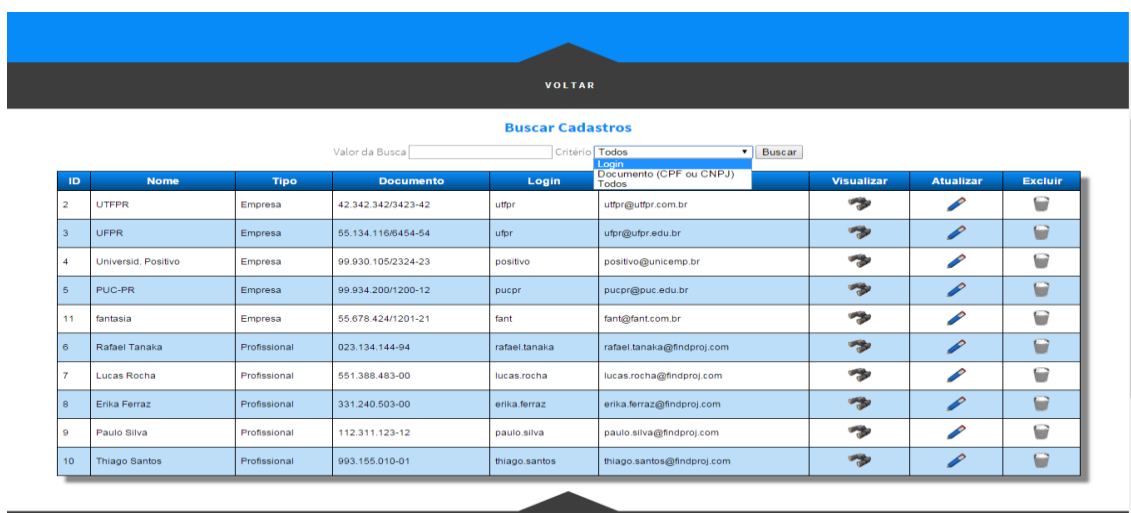 VOLTAR
Buscar Cadastros
Valor da Busca Critério Todos Buscar
Login
Documento (CPF ou CNPJ)
Todos
ID Nome Tipo Documento Login Visualizar Atualizar Excluir
2 UTFPR Empresa 42.342.342/3423-42 utfpr utfpr@utfpr.com.br
3 UFPR Empresa 55.134.116/6454-54 ufpr ufpr@ufpr.edu.br
4 Universid. Positivo Empresa 99.930.105/2324-23 positivo positivo@unicemp.br
5 PUC-PR Empresa 99.934.200/1200-12 pucpr pucpr@puc.edu.br
11 fantasia Empresa 55.678.424/1201-21 fant fant@fant.com.br
6 Rafael Tanaka Profissional 023.134.144-94 rafael.tanaka rafael.tanaka@findproj.com
7 Lucas Rocha Profissional 551.388.483-00 lucas.rocha lucas.rocha@findproj.com
8 Erika Ferraz Profissional 331.240.503-00 erika.ferraz erika.ferraz@findproj.com
9 Paulo Silva Profissional 112.311.123-12 paulo.silva paulo.silva@findproj.com
10 Thiago Santos Profissional 993.155.010-01 thiago.santos thiago.santos@findproj.com